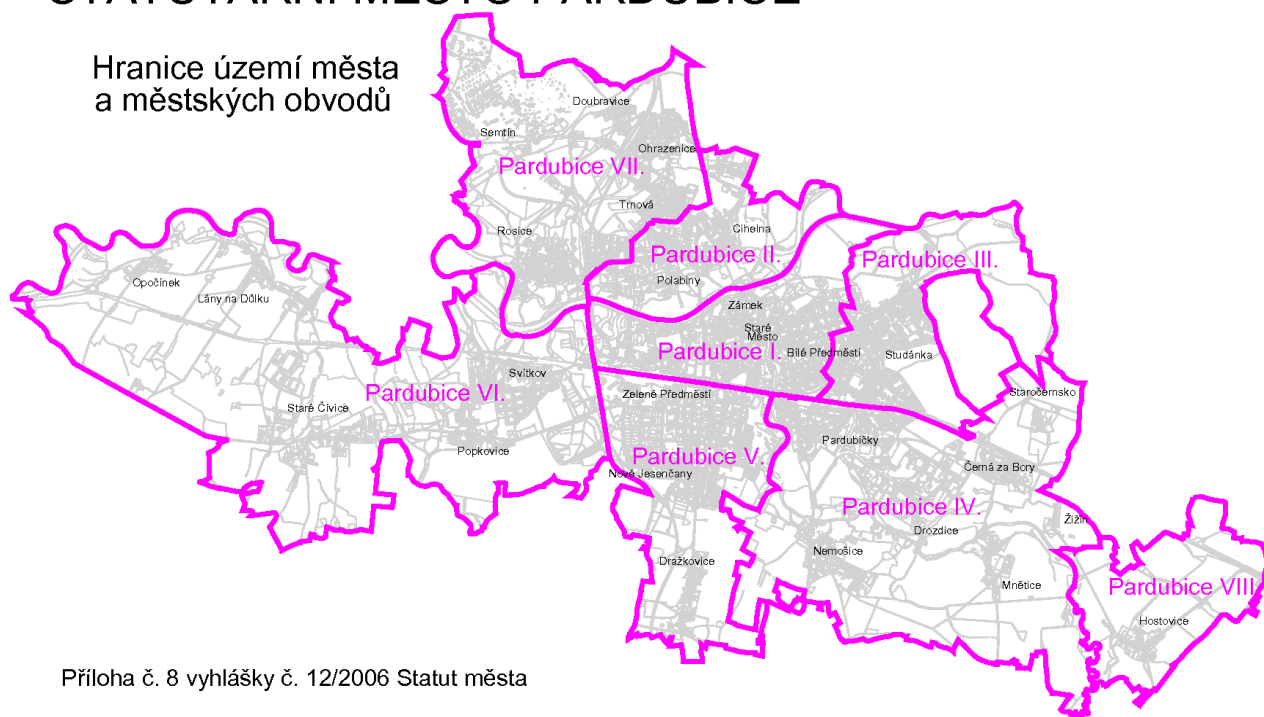 STATUTÁRNÍ MĚSTO PARDUBICE
Hranice území města
a městských obvodů
Doubravice
Semtín
Ohrazenice
Pardubice VII.
Trnová
Rosice
Cihelna
Pardubice II.
Pardubice III.
Polabiny
Opočínek
Lány na Důlku
Zámek
Staré
Město
Pardubice I.
Bílé Předměstí
Studánka
Svítkov
Pardubice VI.
Zelené Předměstí
Staročernsko
Staré Čívice
Pardubičky
Popkovice
Pardubice V.
Nové Jesenčany
Černá za Bory
Pardubice IV.
Žižín
Drozdice
Nemošice
Dražkovice
Mnětice
Pardubice VIII
Hostovice
Příloha č. 8 vyhlášky č. 12/2006 Statut města